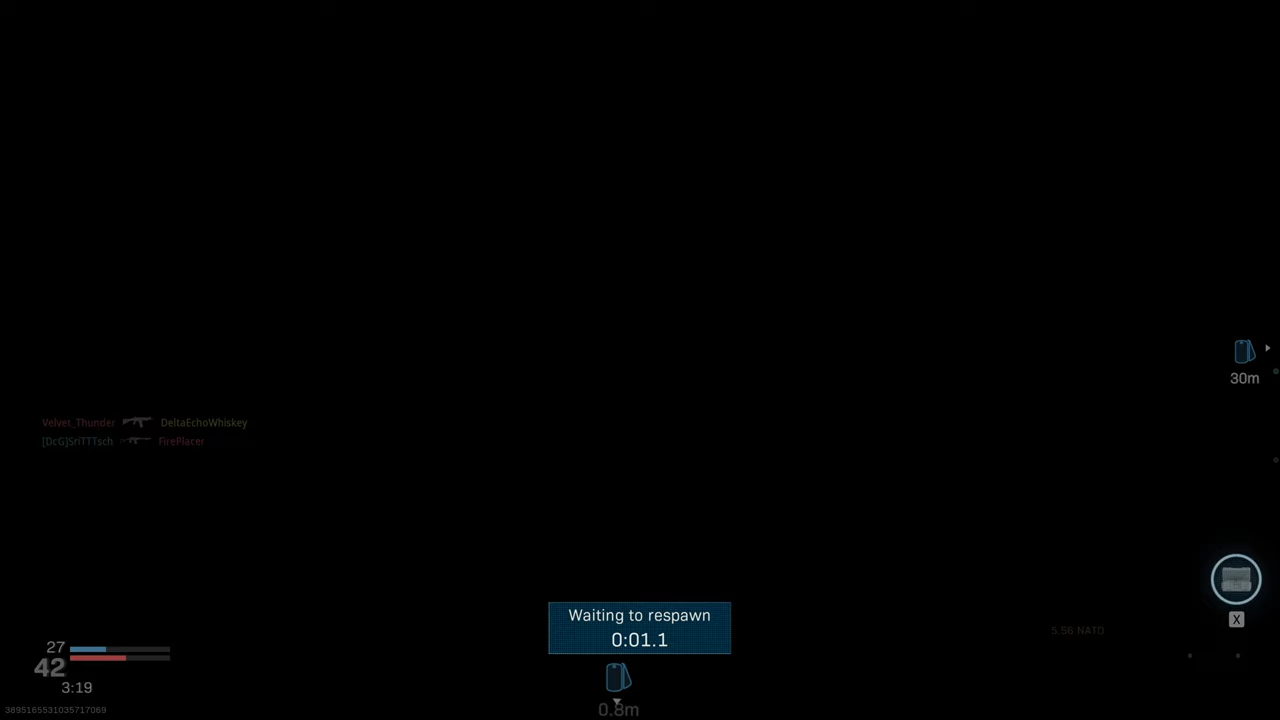 30m
Velvet_Thunder DeltaEchoWhiskey
[DcG]SriTTTsch FirePlacer
Waiting to respawn
0:01.1
X
5.56 NATO
27
42
3:19
0.8m
3895165531035717069